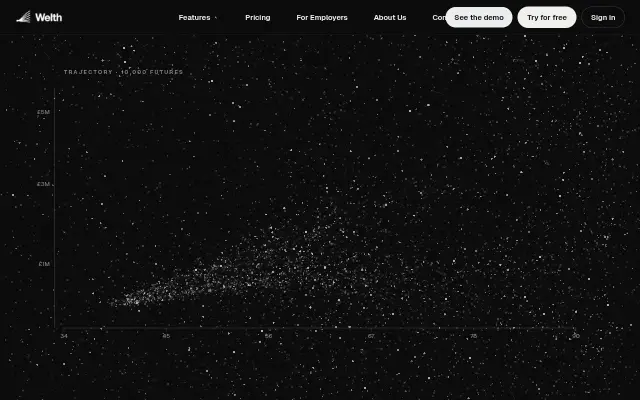 Welth
Features
Pricing
For Employers
About Us
See the demo
Try for free
Sign in
TRAJECTORY · 10,000 FUTURES
£5M
£3M
£1M
34
45
56
67
78
90